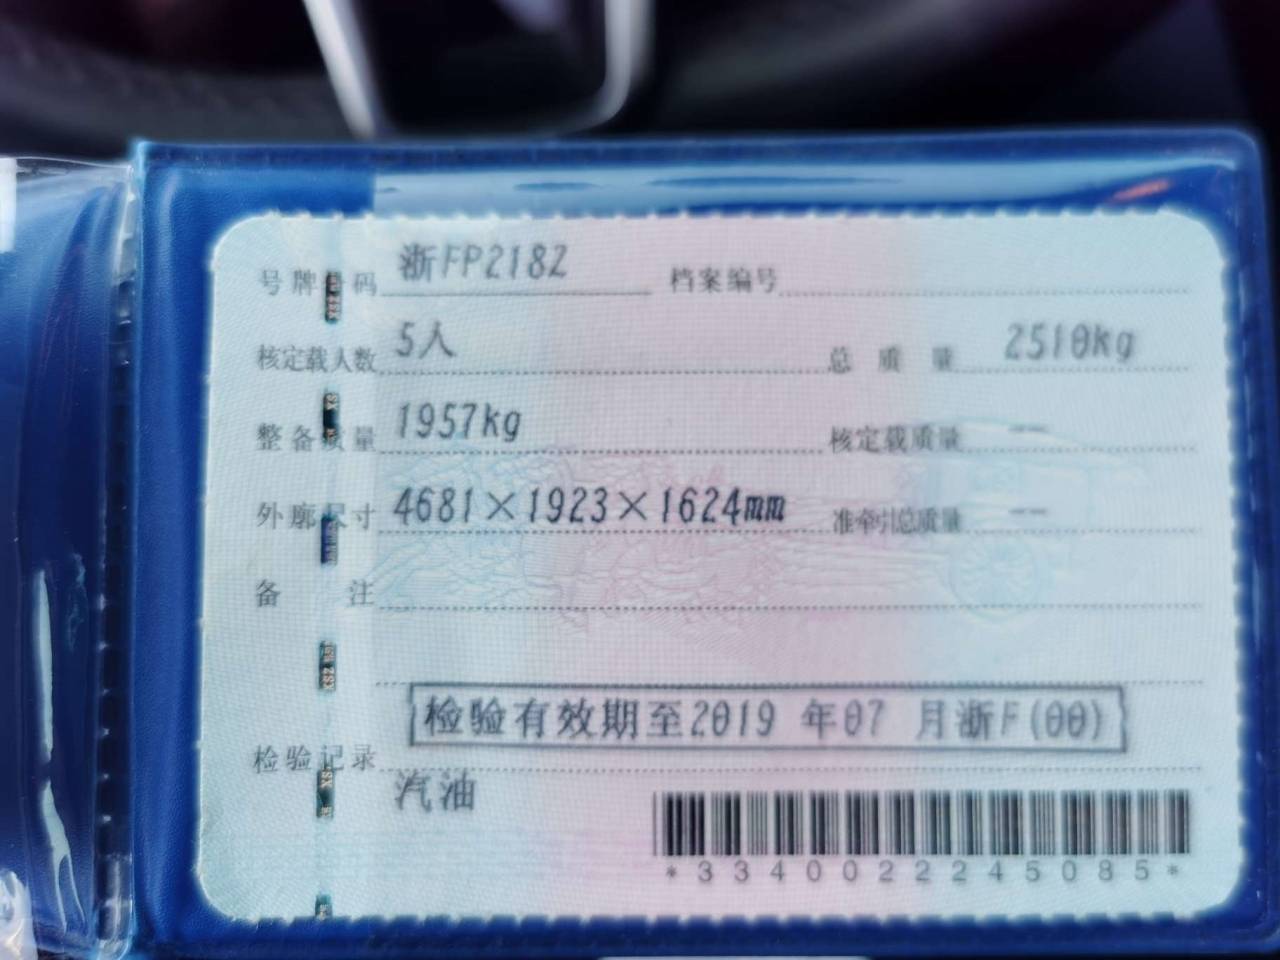 号牌号码 浙FP218Z 档案编号
核定载人数 5人 总质量 2510kg
整备质量 1957kg 核定载质量 --
外廓尺寸 4681×1923×1624mm 准牵引总质量 --
备注
检验有效期至2019 年07 月浙F(00)
检验记录
汽油
*3340022245085*